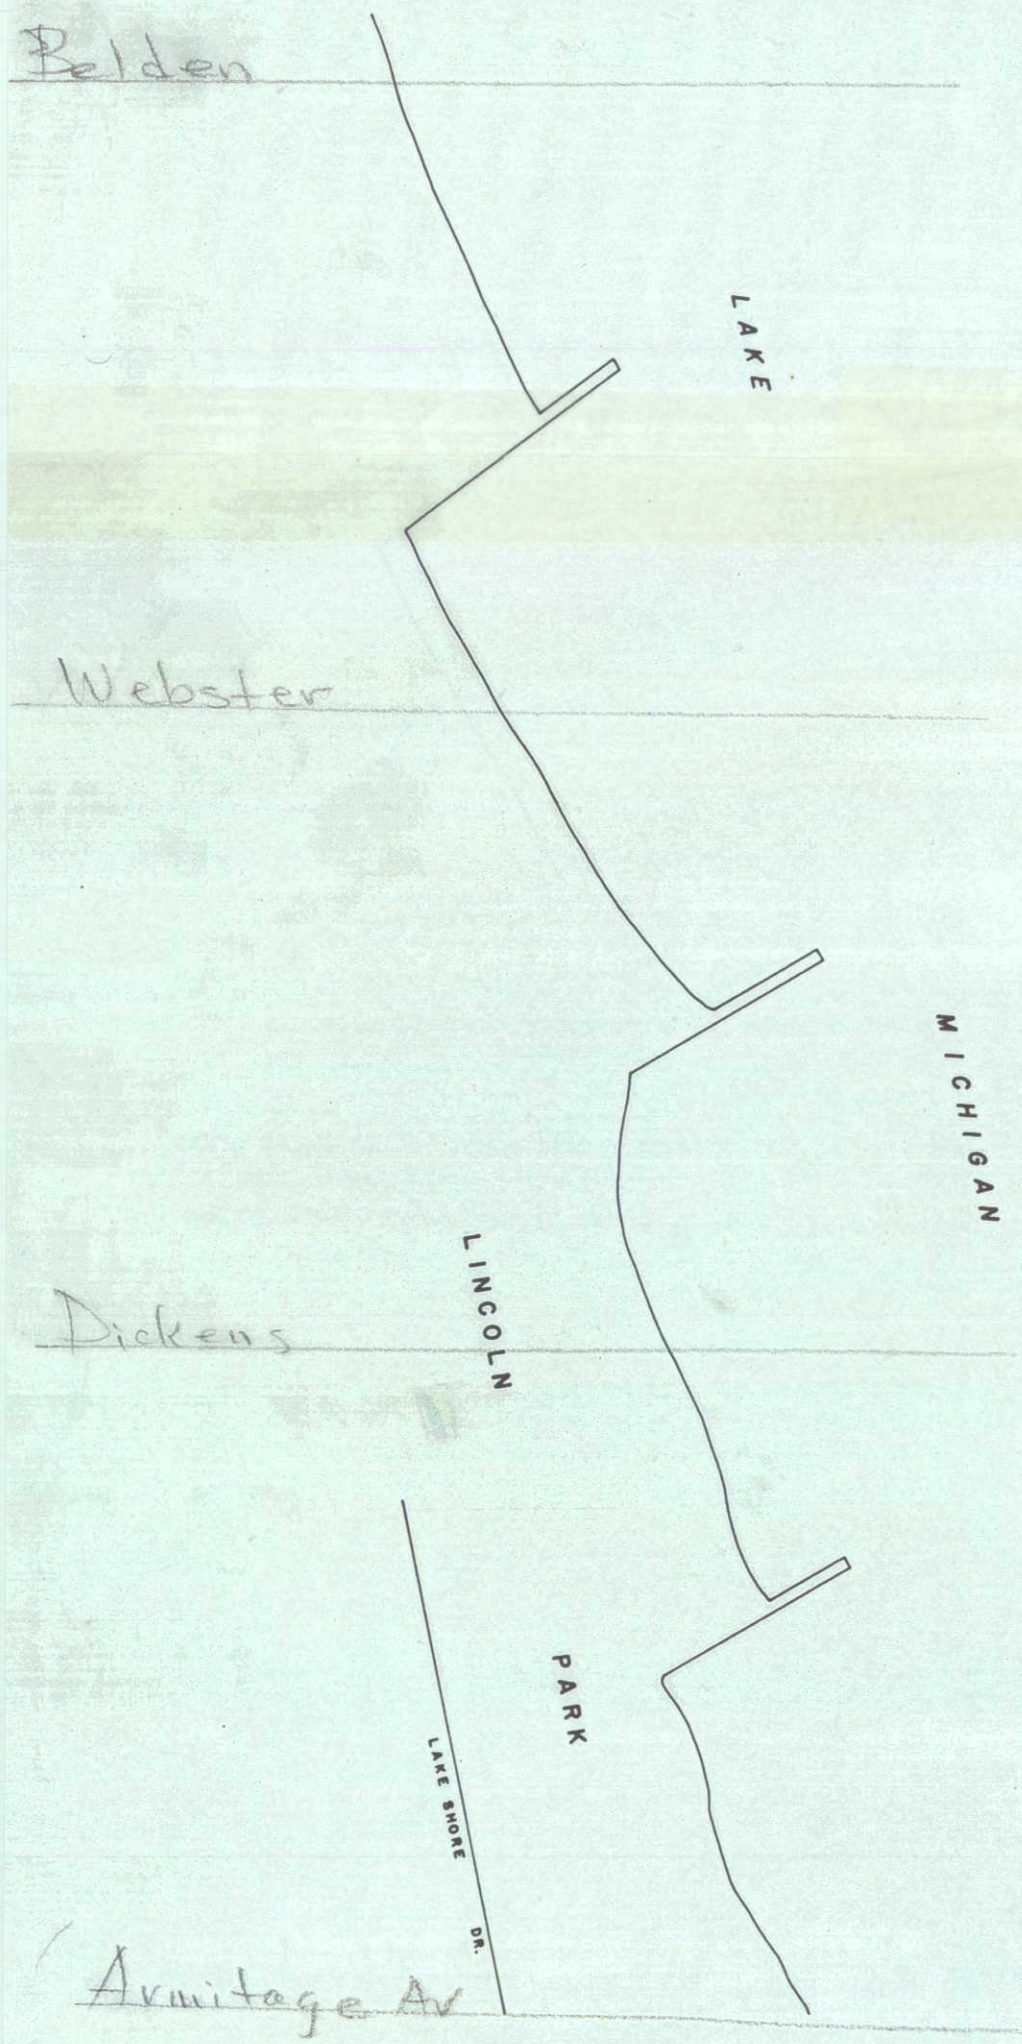 Belden
LAKE
Webster
MICHIGAN
LINCOLN
Dickens
PARK
LAKE SHORE DR.
Armitage Av